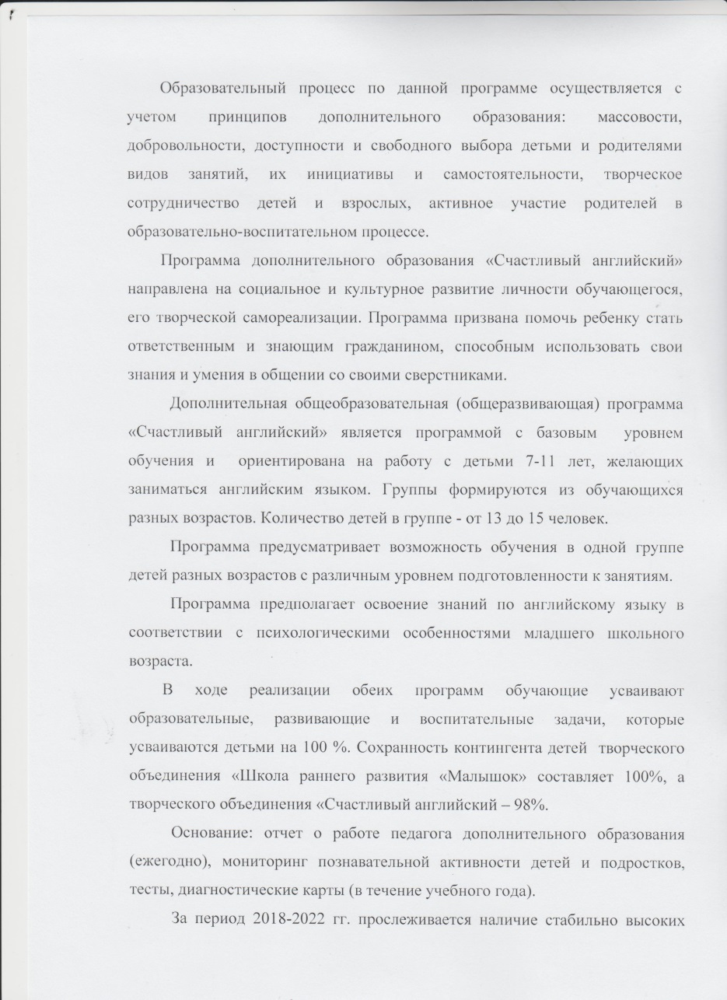 Образовательный процесс по данной программе осуществляется с
учетом принципов дополнительного образования: массовости,
добровольности, доступности и свободного выбора детьми и родителями
видов занятий, их инициативы и самостоятельности, творческое
сотрудничество детей и взрослых, активное участие родителей в
образовательно-воспитательном процессе.
Программа дополнительного образования «Счастливый английский»
направлена на социальное и культурное развитие личности обучающегося,
его творческой самореализации. Программа призвана помочь ребенку стать
ответственным и знающим гражданином, способным использовать свои
знания и умения в общении со своими сверстниками.
Дополнительная общеобразовательная (общеразвивающая) программа
«Счастливый английский» является программой с базовым уровнем
обучения и ориентирована на работу с детьми 7-11 лет, желающих
заниматься английским языком. Группы формируются из обучающихся
разных возрастов. Количество детей в группе - от 13 до 15 человек.
Программа предусматривает возможность обучения в одной группе
детей разных возрастов с различным уровнем подготовленности к занятиям.
Программа предполагает освоение знаний по английскому языку в
соответствии с психологическими особенностями младшего школьного
возраста.
В ходе реализации обеих программ обучающие усваивают
образовательные, развивающие и воспитательные задачи, которые
усваиваются детьми на 100 %. Сохранность контингента детей творческого
объединения «Школа раннего развития «Малышок» составляет 100%, а
творческого объединения «Счастливый английский – 98%.
Основание: отчет о работе педагога дополнительного образования
(ежегодно), мониторинг познавательной активности детей и подростков,
тесты, диагностические карты (в течение учебного года).
За период 2018-2022 гг. прослеживается наличие стабильно высоких